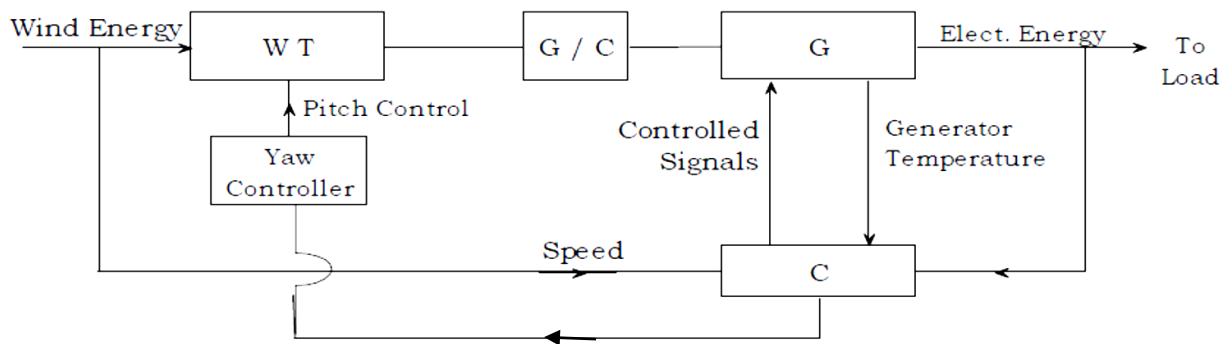 Wind Energy
W T
G / C
G
Elect. Energy
To
Load
Pitch Control
Controlled
Signals
Generator
Temperature
Yaw
Controller
Speed
C